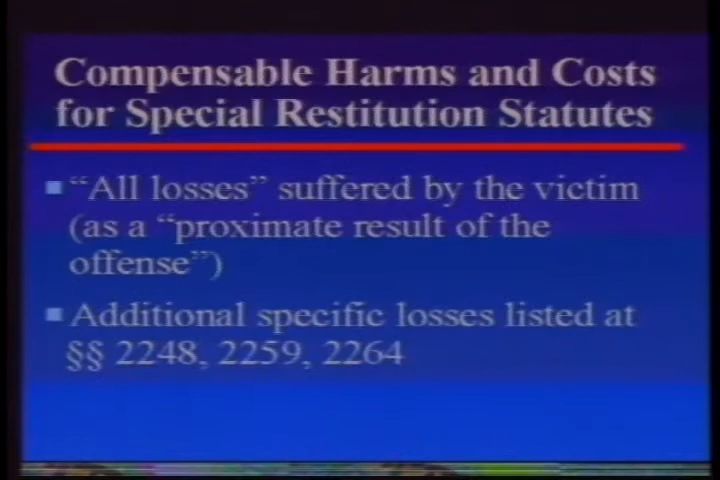 Compensable Harms and Costs
for Special Restitution Statutes
■ “All losses” suffered by the victim
(as a “proximate result of the
offense”)
■ Additional specific losses listed at
§§ 2248, 2259, 2264